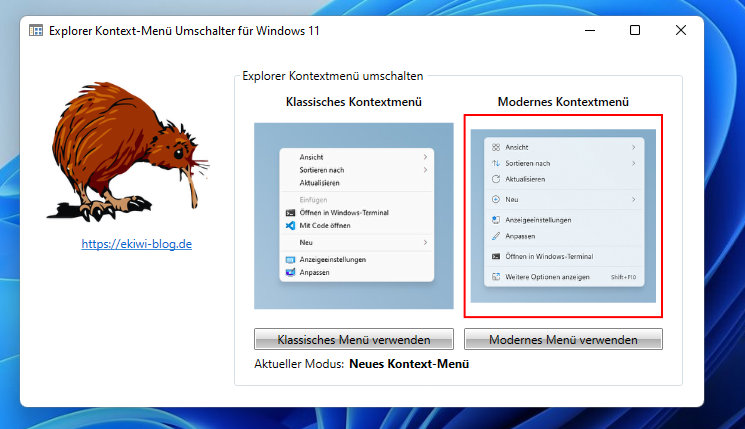 Explorer Kontext-Menü Umschalter für Windows 11
https://ekiwi-blog.de
Explorer Kontextmenü umschalten
Klassisches Kontextmenü
Ansicht
Sortieren nach
Aktualisieren
Einfügen
Öffnen in Windows-Terminal
Mit Code öffnen
Neu
Anzeigeeinstellungen
Anpassen
Klassisches Menü verwenden
Modernes Kontextmenü
Ansicht
Sortieren nach
Aktualisieren
Neu
Anzeigeeinstellungen
Anpassen
Öffnen in Windows-Terminal
Weitere Optionen anzeigen Shift+F10
Modernes Menü verwenden
Aktueller Modus: Neues Kontext-Menü